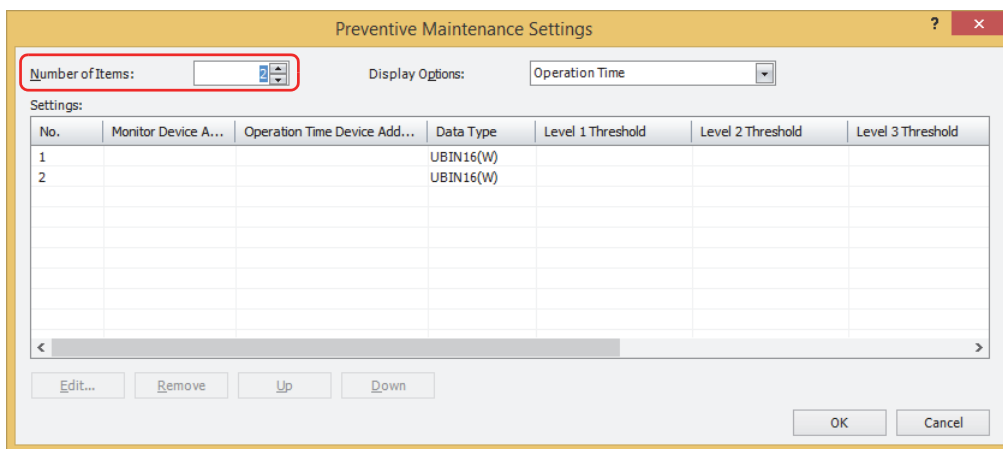 Preventive Maintenance Settings ? ×
Number of Items: 2 Display Options: Operation Time
Settings:
No. Monitor Device A... Operation Time Device Add... Data Type Level 1 Threshold Level 2 Threshold Level 3 Threshold
1 UBIN16(W)
2 UBIN16(W)
Edit... Remove Up Down
OK Cancel